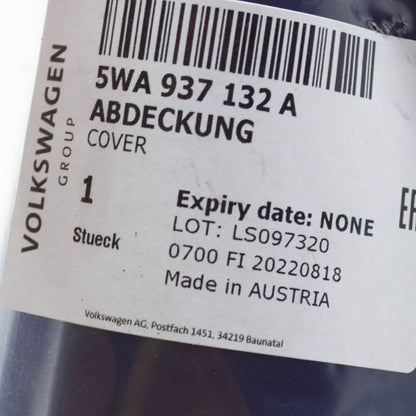 VOLKSWAGEN
GROUP
5WA 937 132 A
ABDECKUNG
COVER
1
Stueck
Expiry date: NONE
LOT: LS097320
0700 FI 20220818
Made in AUSTRIA
Volkswagen AG, Postfach 1451, 34219 Baunatal